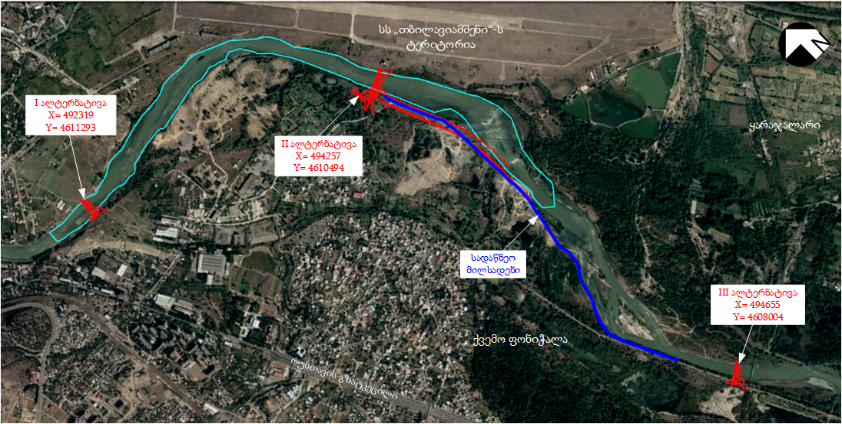 სს „თბილავიამშენი“-ს
ტერიტორია
I ალტერნატივა
X= 492319
Y= 4611293
II ალტერნატივა
X= 494257
Y= 4610494
ყარაჯალარი
სადაწნეო
მილსადენი
III ალტერნატივა
X= 494655
Y= 4608004
ქვემო ფონიჭალა
რუსთავის გზატკეცილი